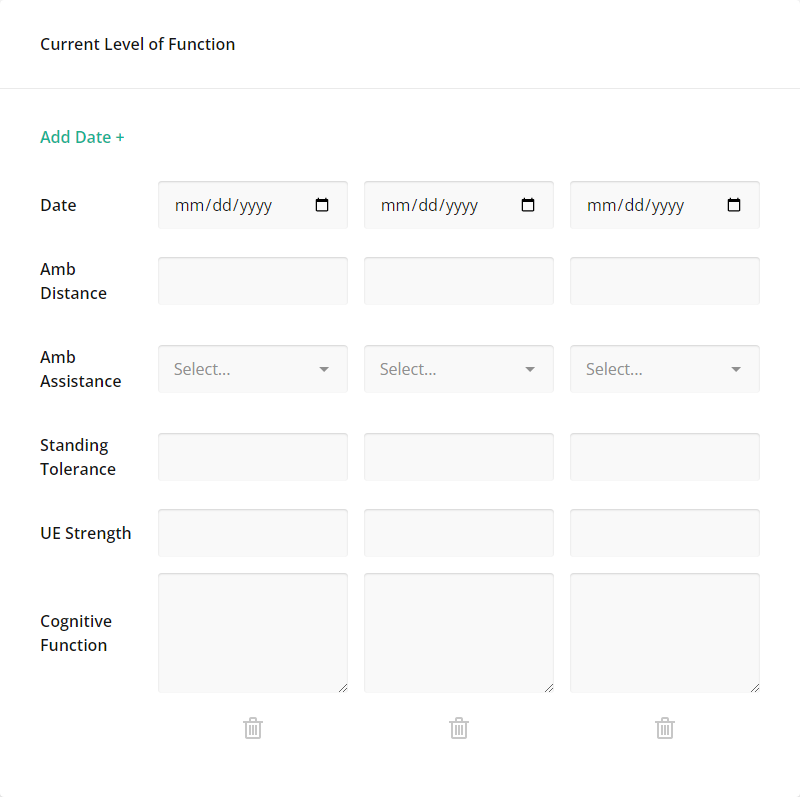 Current Level of Function
Add Date +
Date mm/dd/yyyy mm/dd/yyyy mm/dd/yyyy
Amb
Distance
Amb
Assistance Select... Select... Select...
Standing
Tolerance
UE Strength
Cognitive
Function